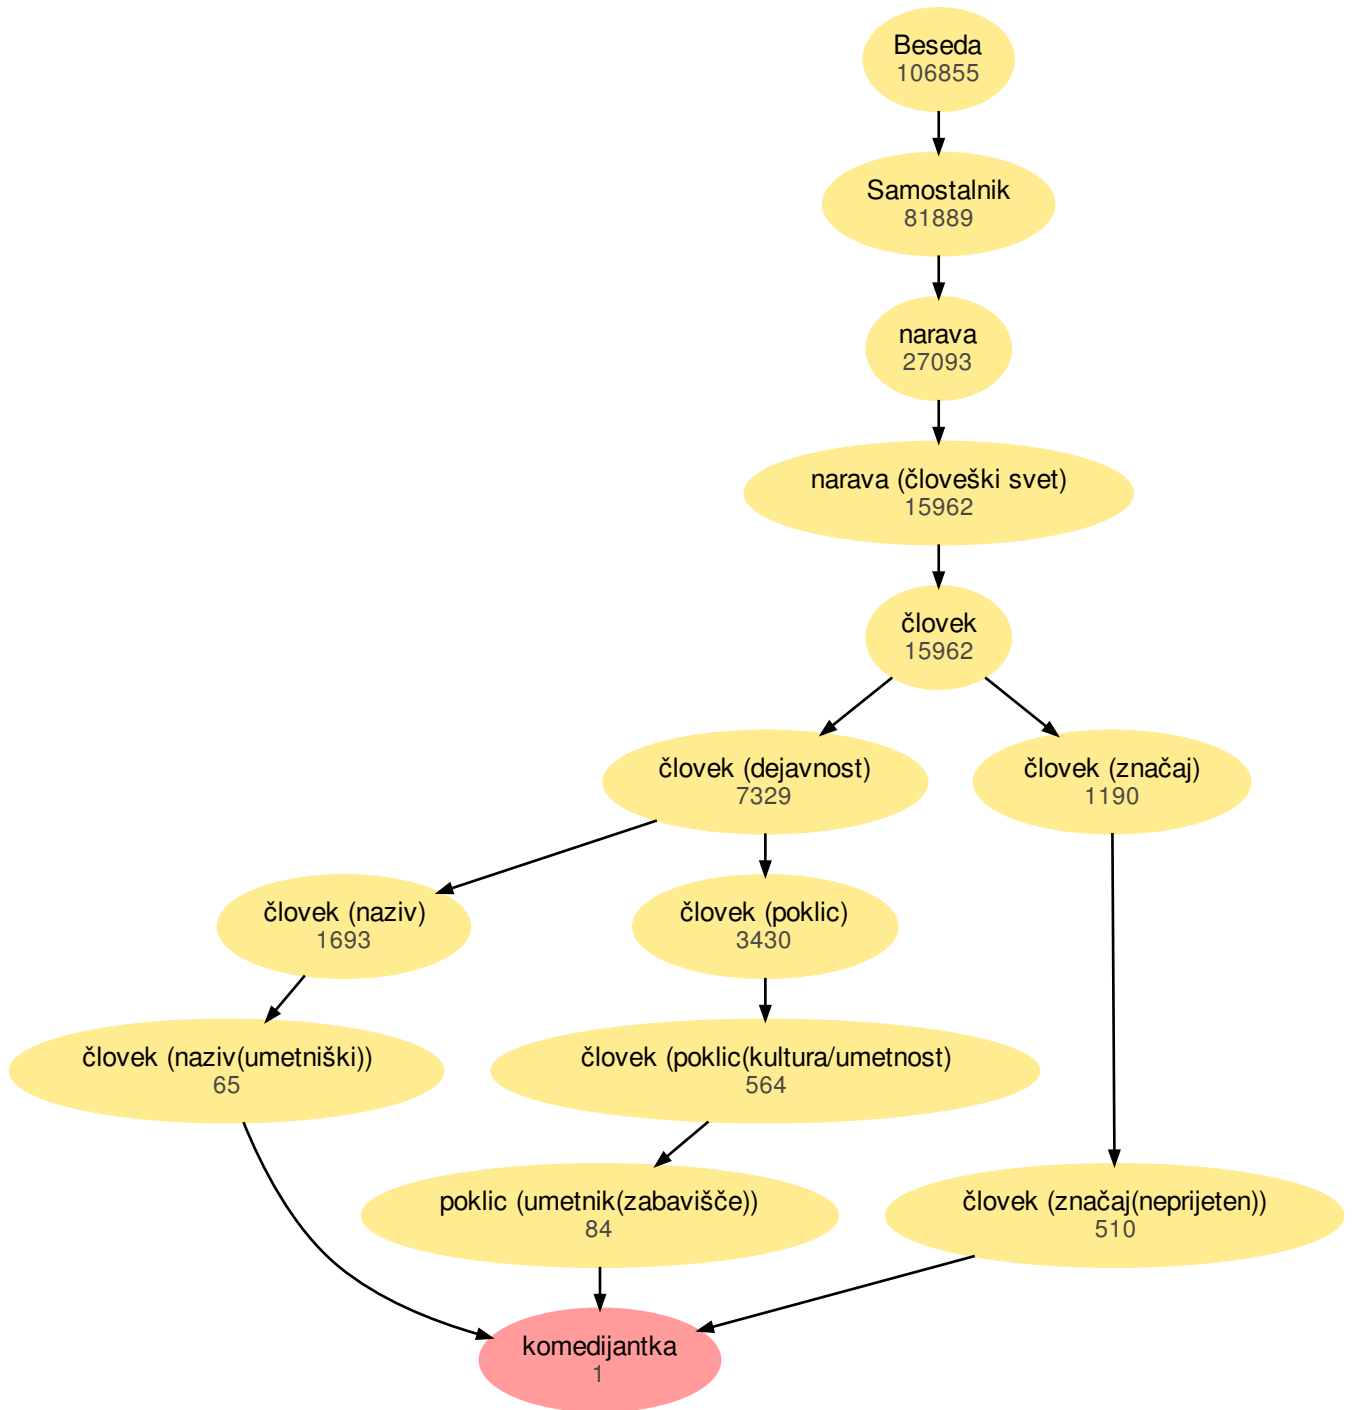 Beseda
106855
Samostalnik
81889
narava
27093
narava (človeški svet)
15962
človek
15962
človek (dejavnost)
7329
človek (značaj)
1190
človek (naziv)
1693
človek (poklic)
3430
človek (naziv(umetniški))
65
človek (poklic(kultura/umetnost)
564
poklic (umetnik(zabavišče))
84
človek (značaj(neprijeten))
510
komedijantka
1